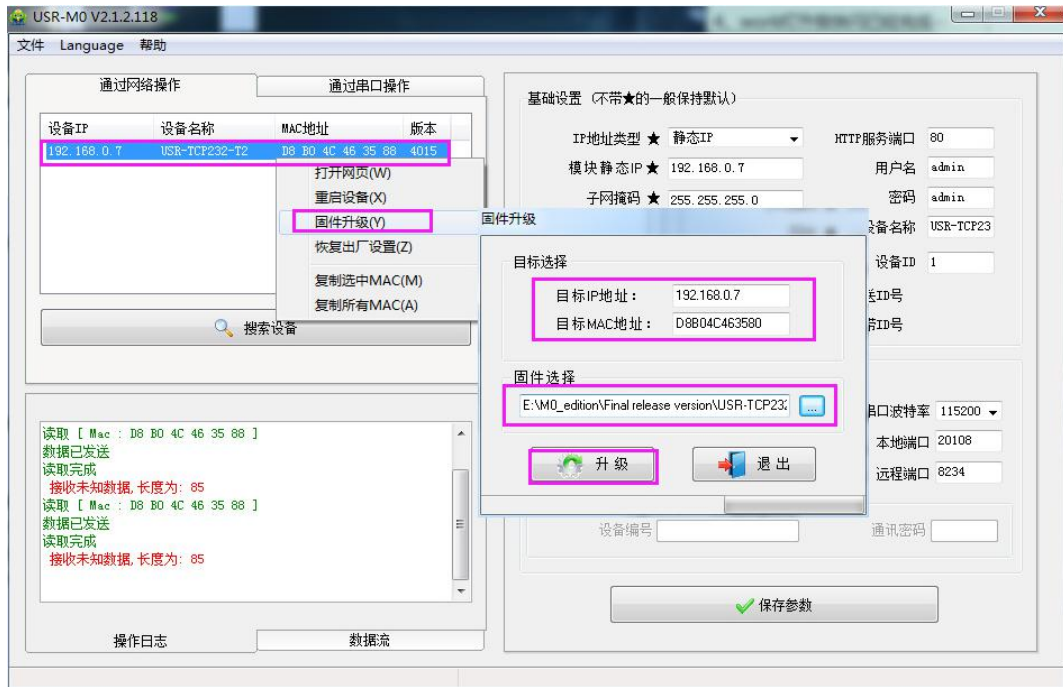 USR-M0 V2.1.2.118
文件 Language 帮助
通过网络操作 通过串口操作
设备IP 设备名称 MAC地址 版本
192.168.0.7 USR-TCP232-T2 D8 B0 4C 46 35 88 4015
打开网页(W)
重启设备(X)
固件升级(Y)
恢复出厂设置(Z)
复制选中MAC(M)
复制所有MAC(A)
搜索设备
读取 [ Mac : D8 B0 4C 46 35 88 ]
数据已发送
读取完成
接收未知数据,长度为: 85
读取 [ Mac : D8 B0 4C 46 35 88 ]
数据已发送
读取完成
接收未知数据,长度为: 85
操作日志 数据流
基础设置 (不带★的一般保持默认)
IP地址类型 ★ 静态IP HTTP服务端口 80
模块静态IP ★ 192.168.0.7 用户名 admin
子网掩码 ★ 255.255.255.0 密码 admin
设备名称 USR-TCP23
设备ID 1
送ID号
带ID号
固件升级
目标选择
目标IP地址： 192.168.0.7
目标MAC地址： D8B04C463580
固件选择
E:\M0_edition\Final release version\USR-TCP232 ...
升 级 退 出
串口波特率 115200
本地端口 20108
远程端口 8234
设备编号 通讯密码
保存参数